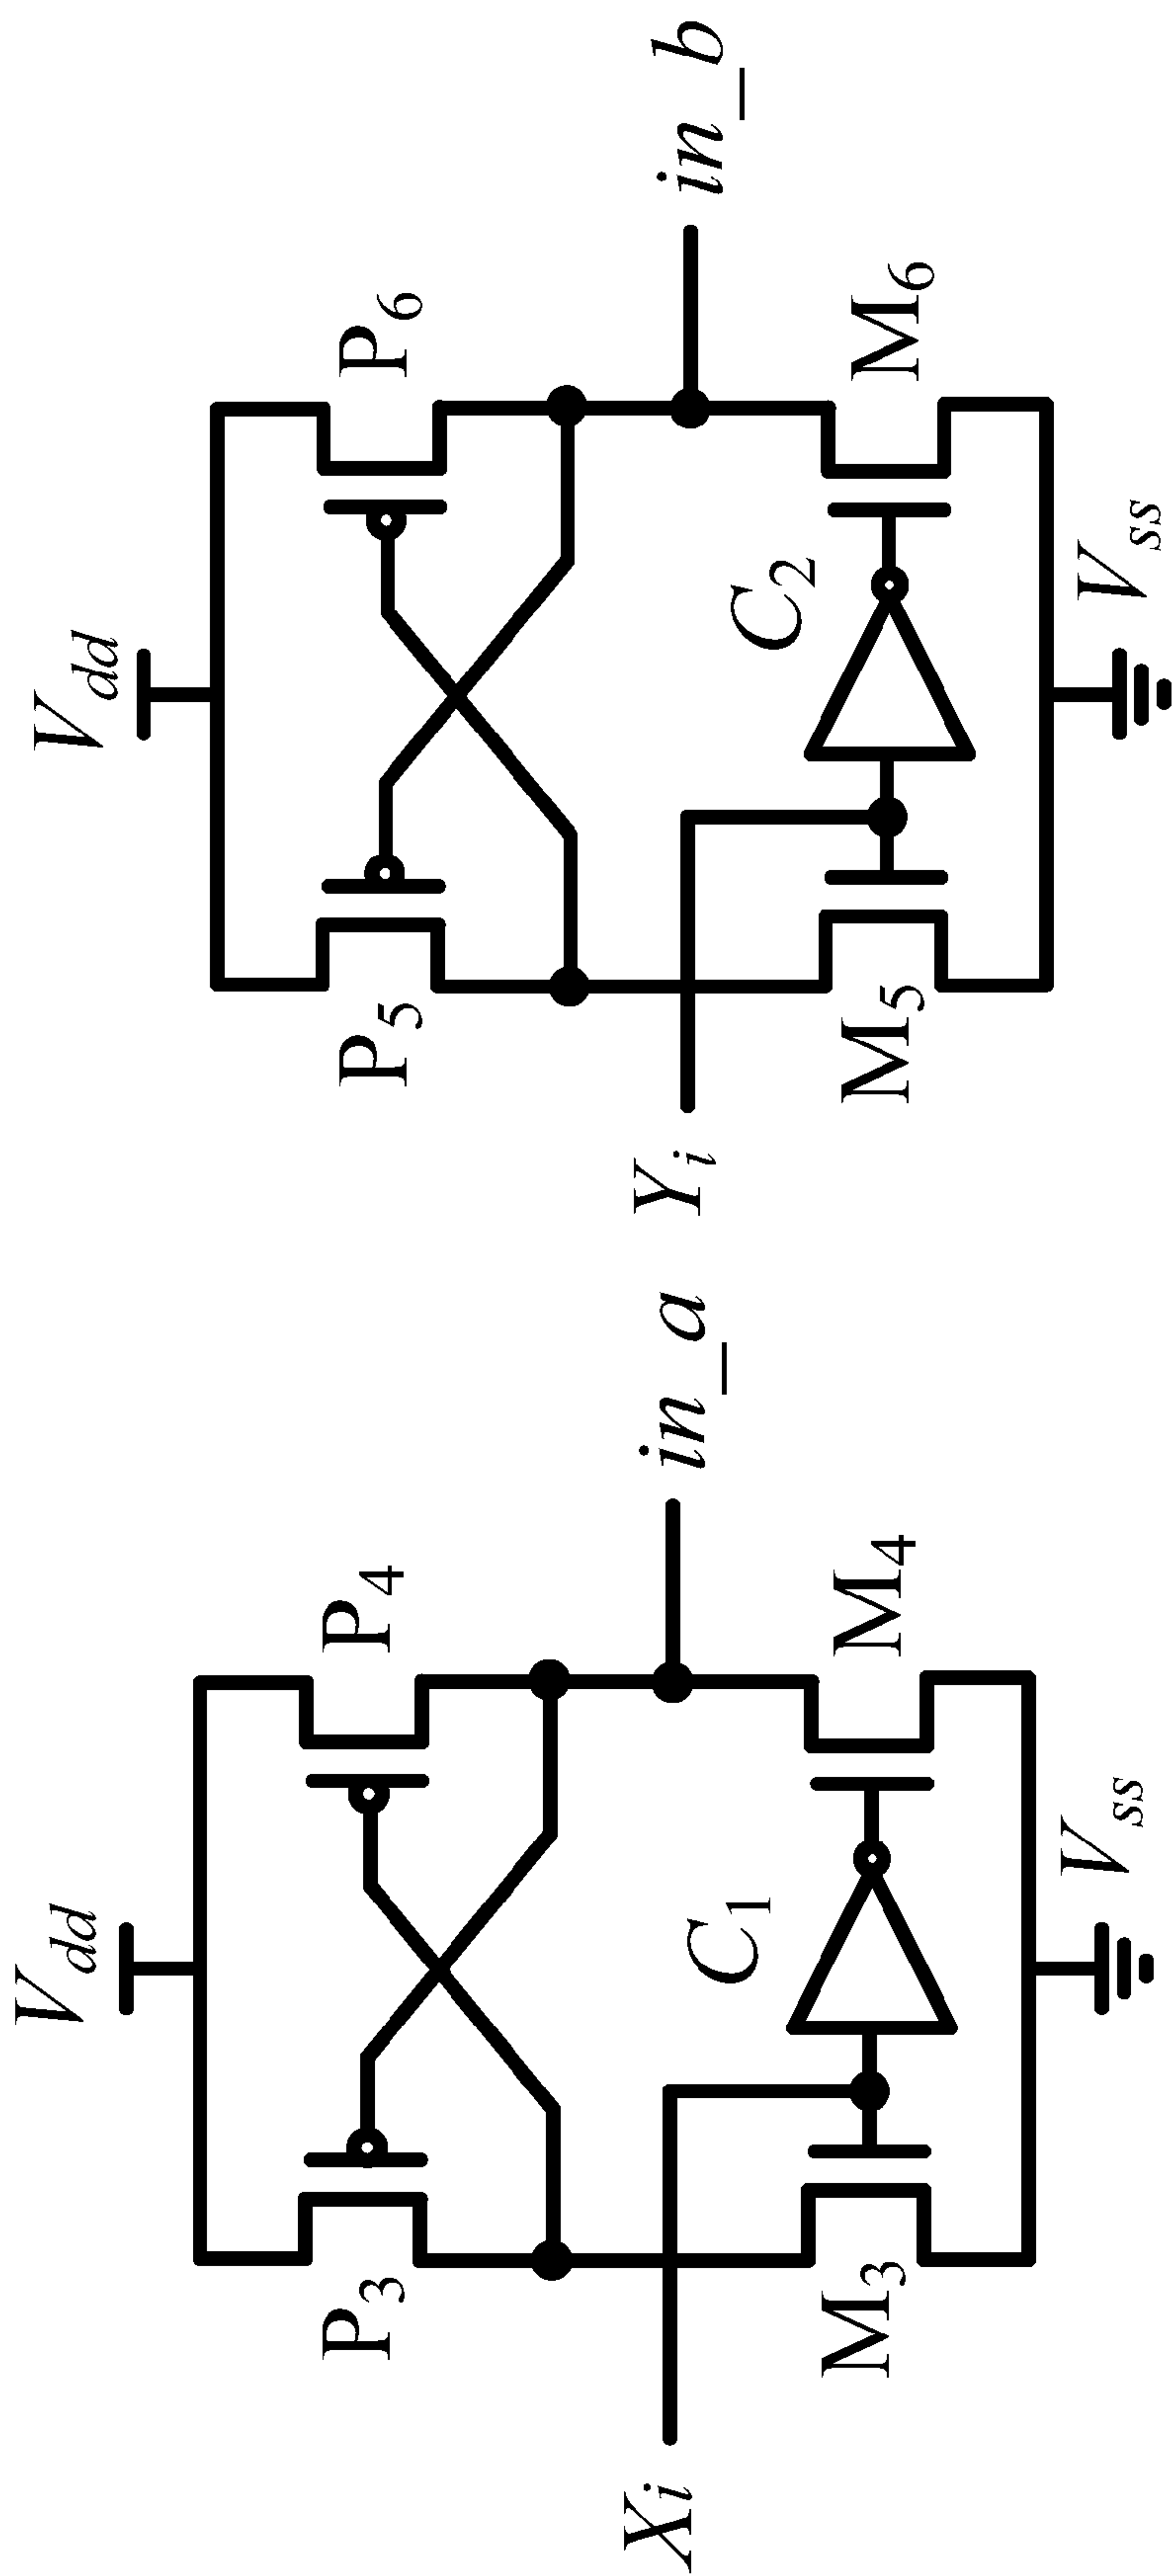 V_dd V_dd
P_3 P_4 P_5 P_6
X_i in_a Y_i in_b
C_1 C_2
M_3 M_4 M_5 M_6
V_ss V_ss